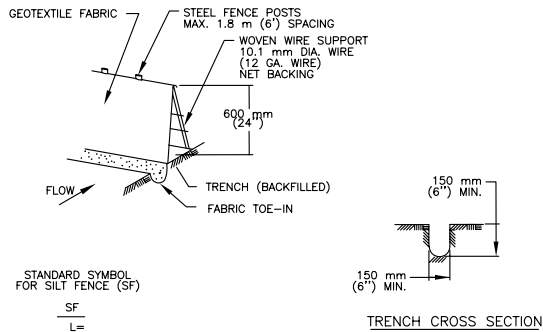 GEOTEXTILE FABRIC
STEEL FENCE POSTS
MAX. 1.8 m (6') SPACING
WOVEN WIRE SUPPORT
10.1 mm DIA. WIRE
(12 GA. WIRE)
NET BACKING
600 mm
(24")
FLOW
TRENCH (BACKFILLED)
FABRIC TOE-IN
150 mm
(6") MIN.
150 mm
(6") MIN.
STANDARD SYMBOL
FOR SILT FENCE (SF)
SF
L=
TRENCH CROSS SECTION